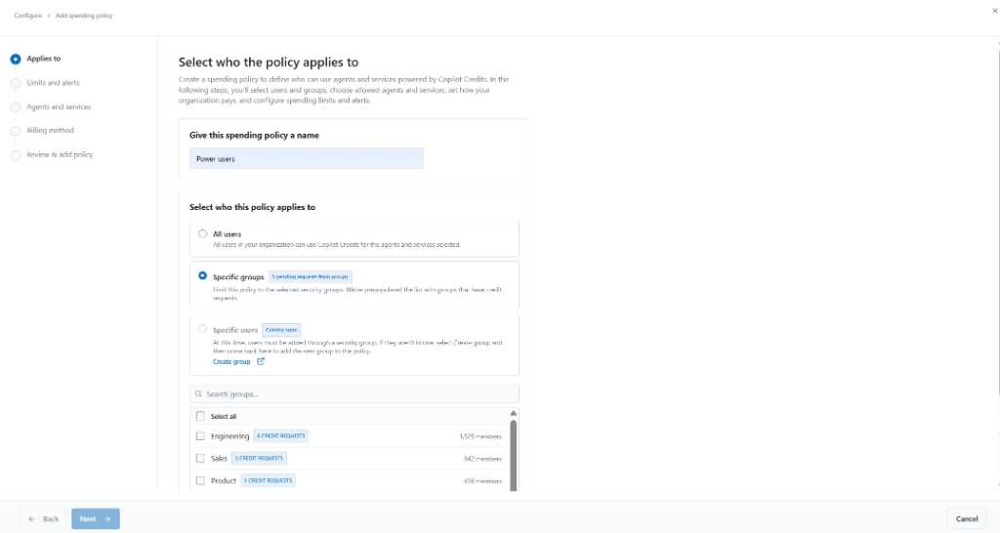 Configure > Add spending policy
Applies to
Limits and alerts
Agents and services
Billing method
Review & add policy
Select who the policy applies to
Create a spending policy to define who can use agents and services powered by Copilot Credits. In the
following steps, you'll select users and groups, choose allowed agents and services, set how your
organization pays, and configure spending limits and alerts.
Give this spending policy a name
Power users
Select who this policy applies to
All users
All users in your organization can use Copilot Credits for the agents and services selected.
Specific groups
pending requests from groups
Limit this policy to the selected security groups. We've prepopulated the list with groups that have credit
requests.
Specific users Coming soon
At this time, users must be added through a security group. If they aren't in one, select Create group and
then come back here to add the new group to the policy.
Create group
Search groups...
Select all
Engineering CREDIT REQUESTS members
Sales 5 CREDIT REQUESTS 842 members
Product CREDIT REQUESTS members
Back Next Cancel